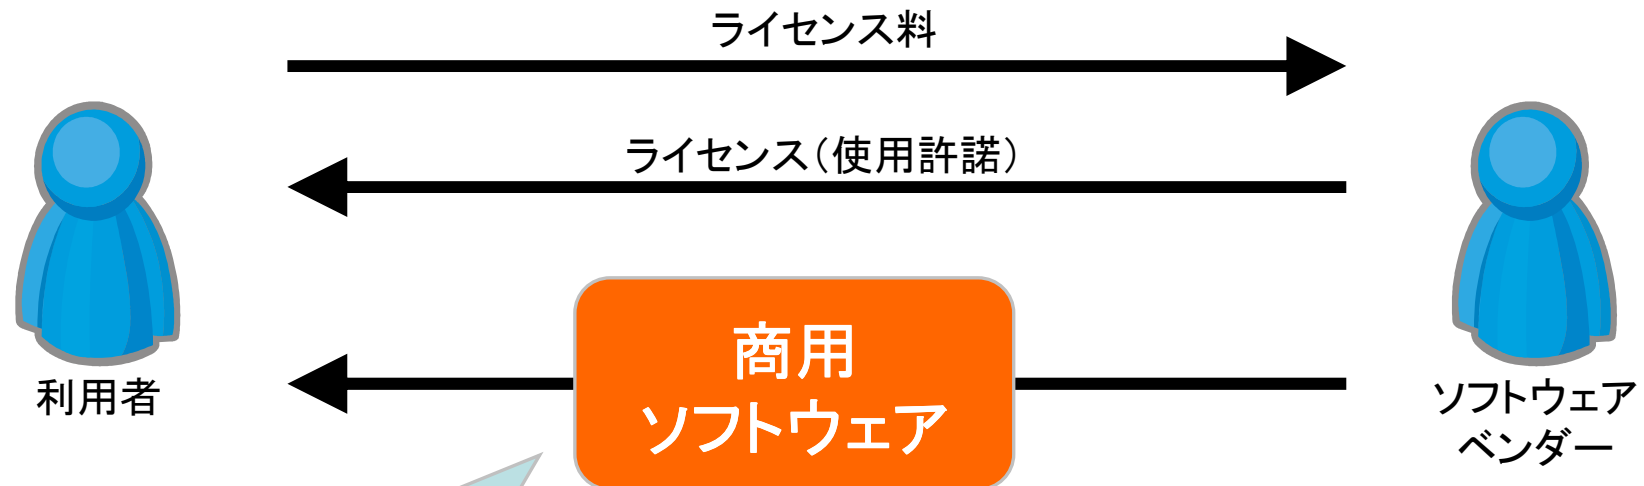 ライセンス料
ライセンス（使用許諾）
商用
ソフトウェア
利用者
ソフトウェア
ベンダー